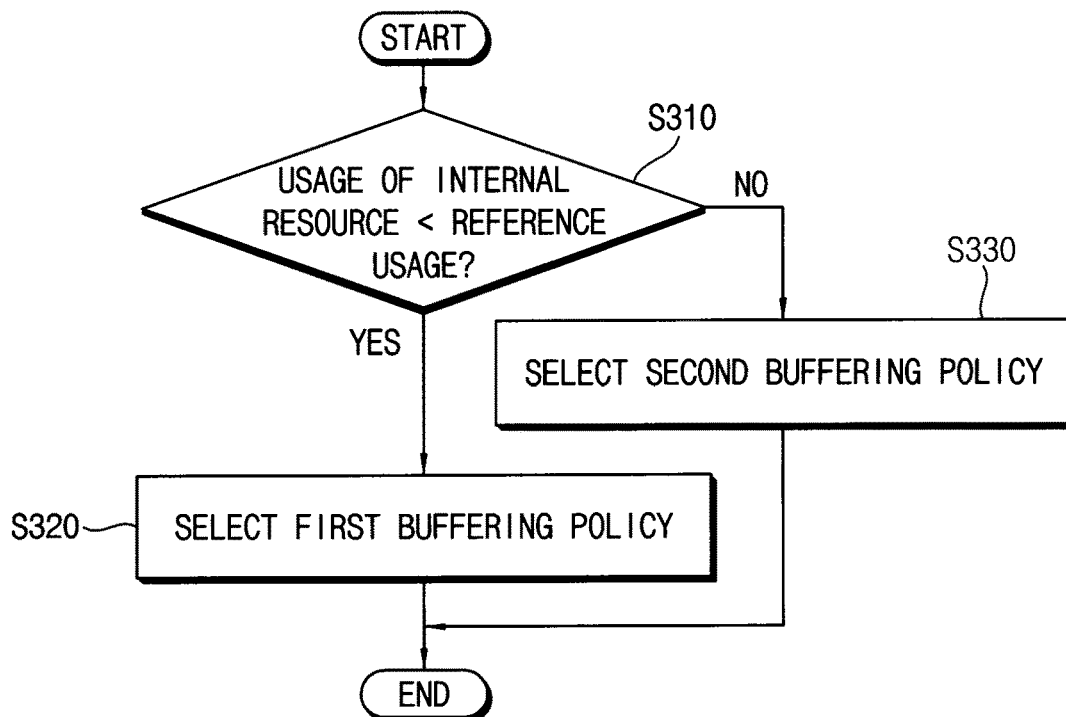 START
S310
USAGE OF INTERNAL
RESOURCE < REFERENCE
USAGE?
NO
YES
S330
SELECT SECOND BUFFERING POLICY
S320
SELECT FIRST BUFFERING POLICY
END